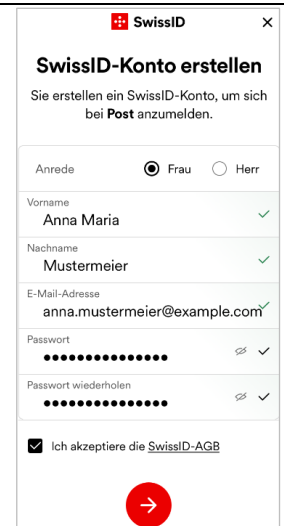 SwissID
SwissID-Konto erstellen
Sie erstellen ein SwissID-Konto, um sich
bei Post anzumelden.
Anrede Frau Herr
Vorname
Anna Maria
Nachname
Mustermeier
E-Mail-Adresse
anna.mustermeier@example.com
Passwort
●●●●●●●●●●●●●●●
Passwort wiederholen
●●●●●●●●●●●●●●●
Ich akzeptiere die SwissID-AGB